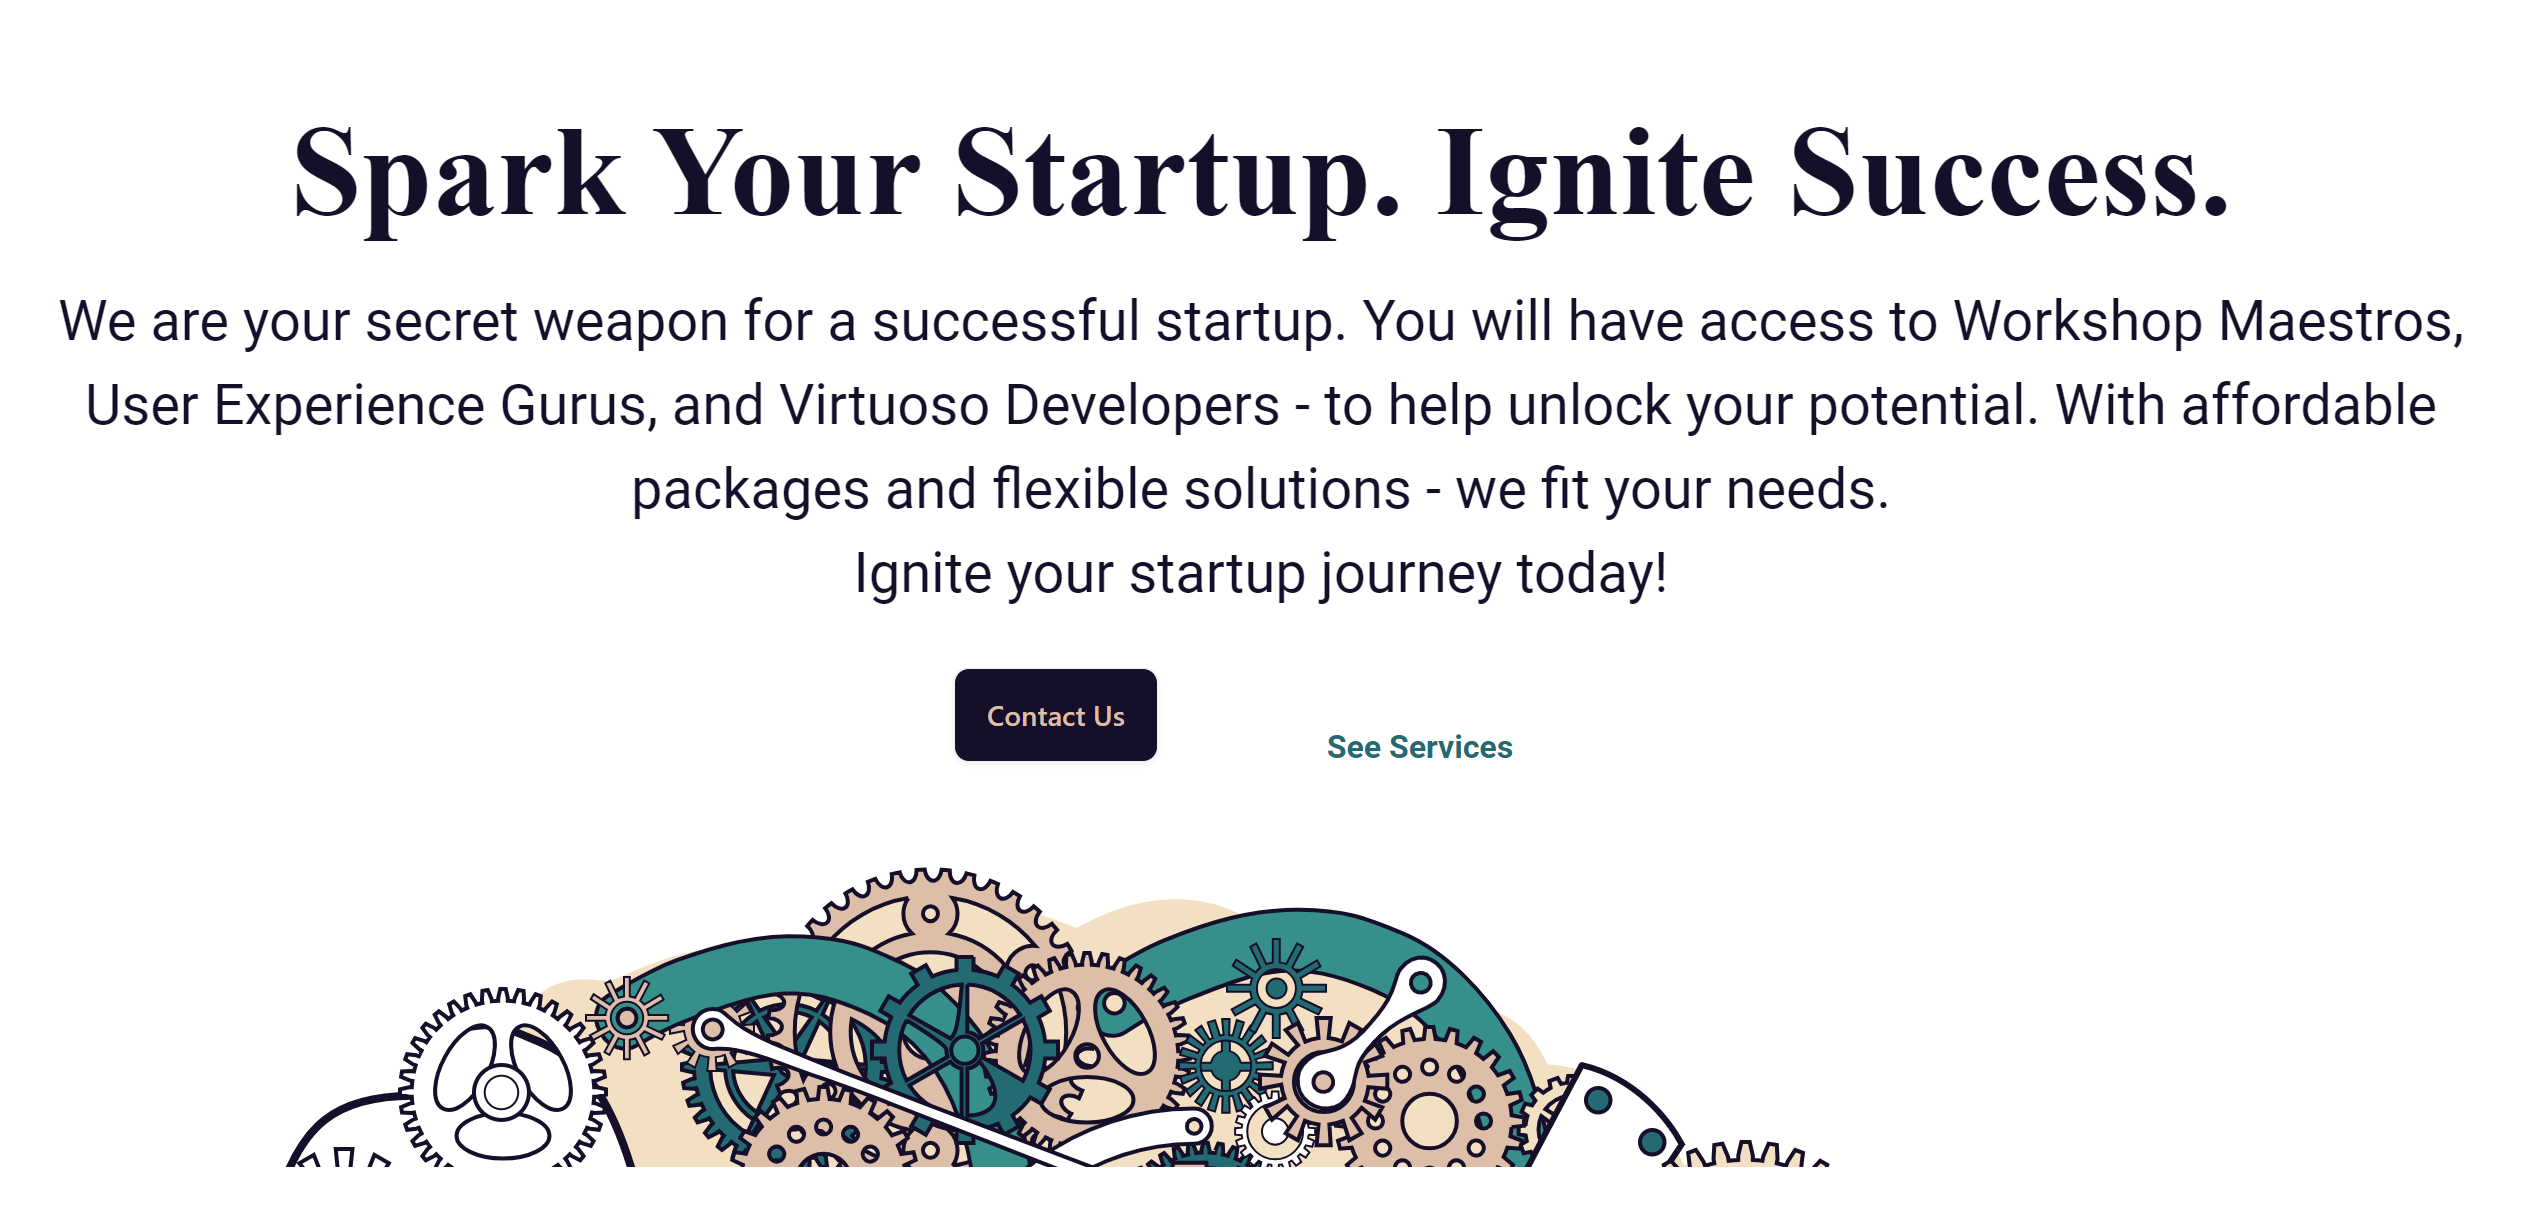 Spark Your Startup. Ignite Success.
We are your secret weapon for a successful startup. You will have access to Workshop Maestros,
User Experience Gurus, and Virtuoso Developers - to help unlock your potential. With affordable
packages and flexible solutions - we fit your needs.
Ignite your startup journey today!
Contact Us
See Services